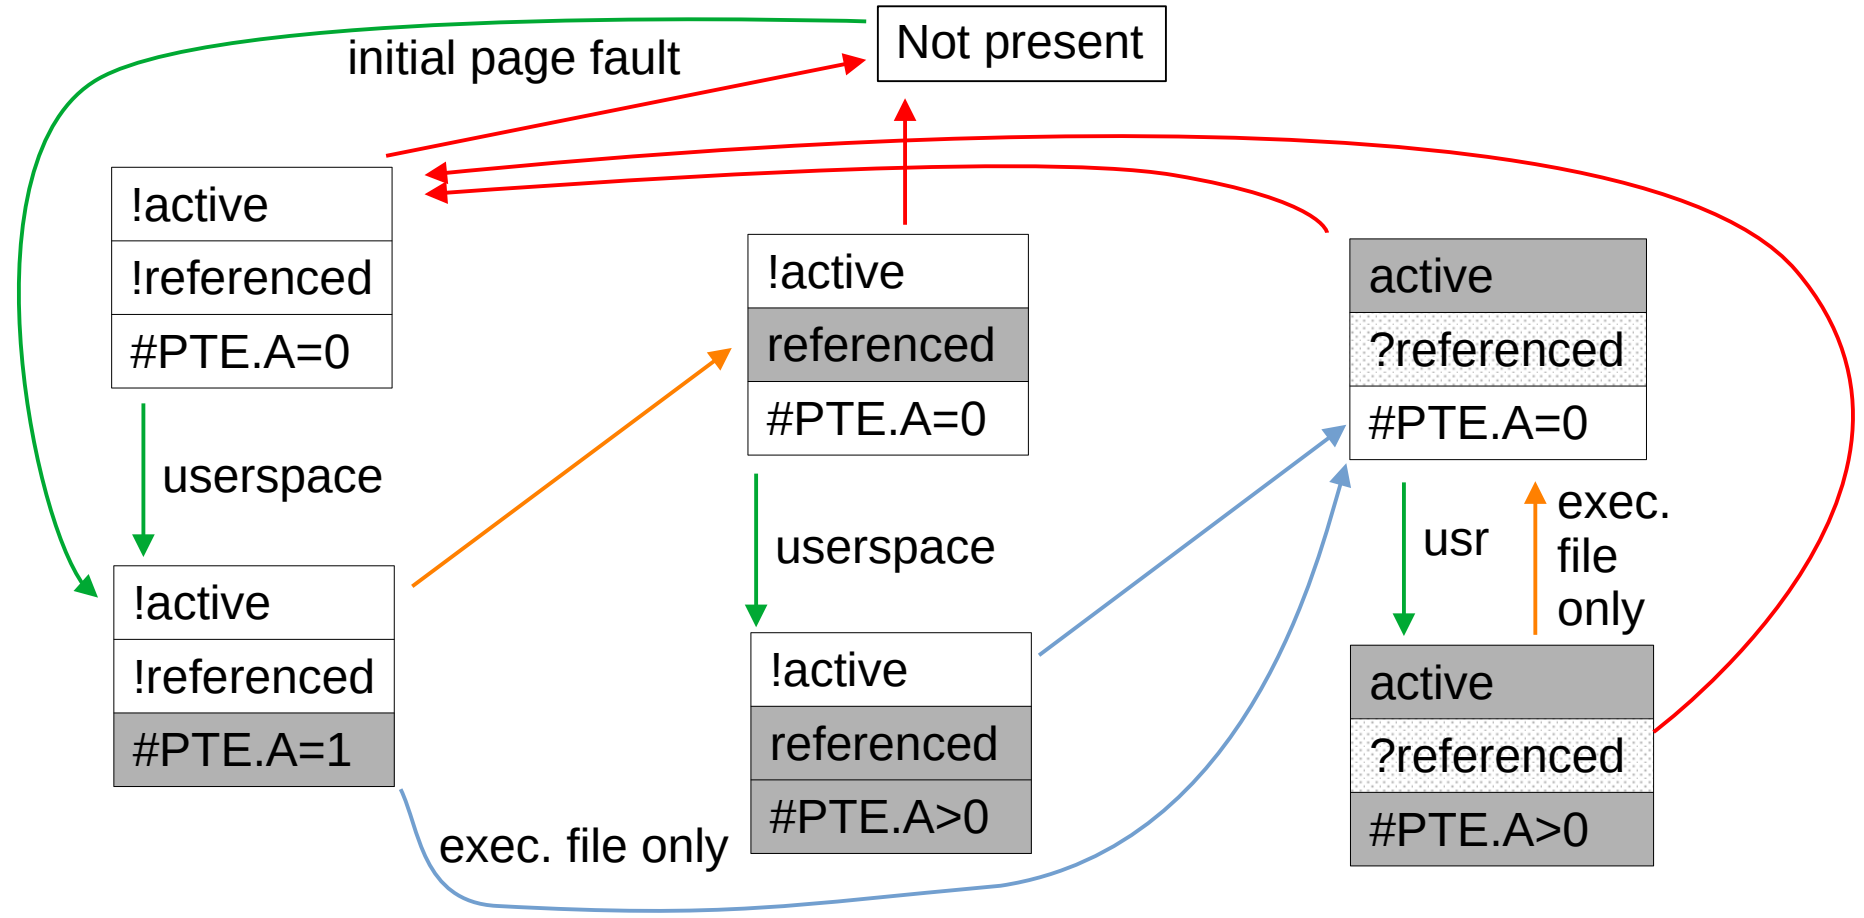 Not present
initial page fault
!active
!referenced
#PTE.A=0
!active
referenced
#PTE.A=0
active
?referenced
#PTE.A=0
userspace
userspace
usr
exec.
file
only
!active
!referenced
#PTE.A=1
!active
referenced
#PTE.A>0
active
?referenced
#PTE.A>0
exec. file only